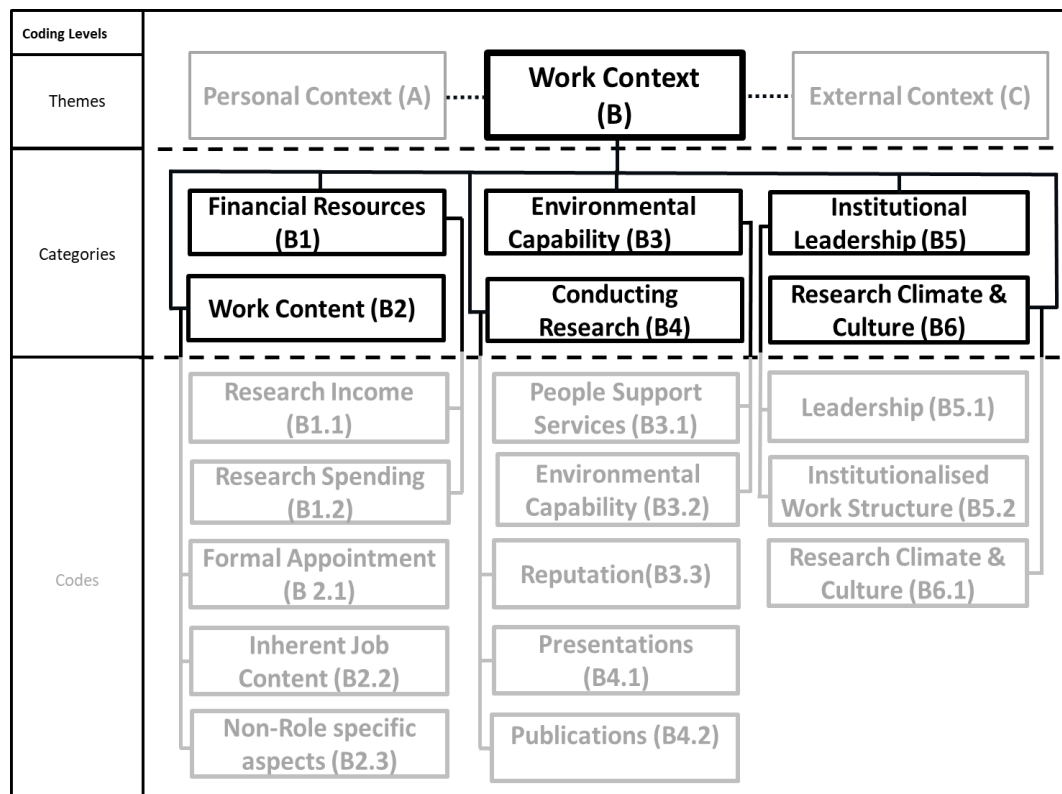 Coding Levels
Themes
Personal Context (A)
Work Context
(B)
External Context (C)
Categories
Financial Resources
(B1)
Environmental
Capability (B3)
Institutional
Leadership (B5)
Work Content (B2)
Conducting
Research (B4)
Research Climate &
Culture (B6)
Codes
Research Income
(B1.1)
People Support
Services (B3.1)
Leadership (B5.1)
Research Spending
(B1.2)
Environmental
Capability (B3.2)
Institutionalised
Work Structure (B5.2
Formal Appointment
(B 2.1)
Reputation(B3.3)
Research Climate &
Culture (B6.1)
Inherent Job
Content (B2.2)
Presentations
(B4.1)
Non-Role specific
aspects (B2.3)
Publications (B4.2)